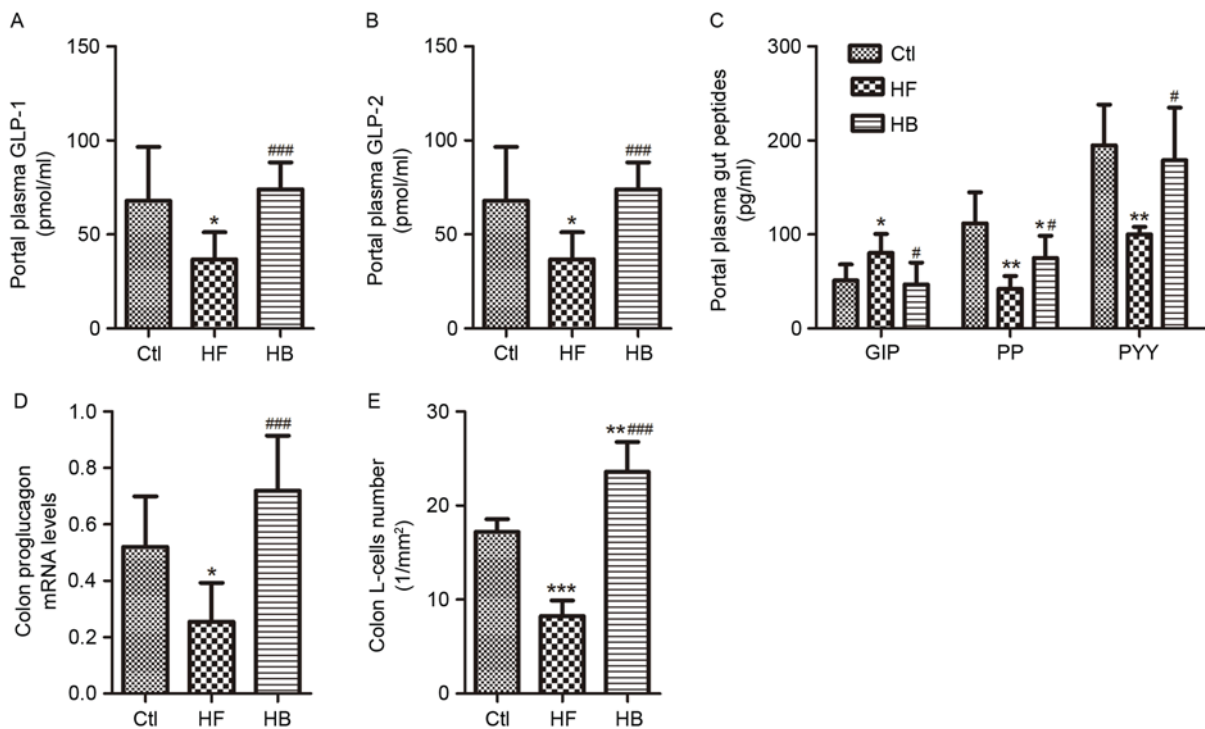 A
Portal plasma GLP-1
(pmol/ml)
150
100
50
0
*
###
Ctl
HF
HB
B
Portal plasma GLP-2
(pmol/ml)
150
100
50
0
*
###
Ctl
HF
HB
C
Portal plasma gut peptides
(pg/ml)
300
200
100
0
Ctl
HF
HB
*
#
**
*#
**
#
GIP
PP
PYY
D
Colon proglucagon
mRNA levels
1.0
0.8
0.6
0.4
0.2
0.0
*
###
Ctl
HF
HB
E
Colon L-cells number
(1/mm²)
30
20
10
0
***
**###
Ctl
HF
HB